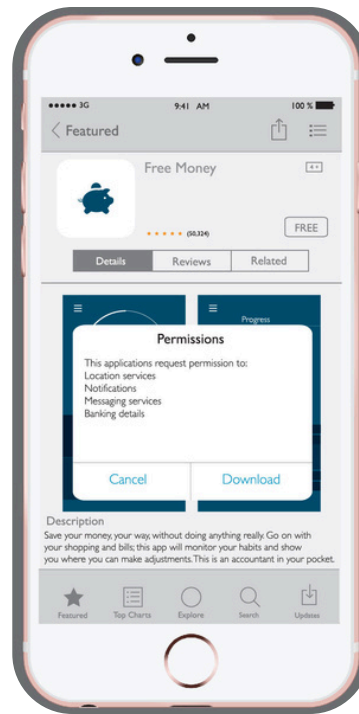 3G 9:41 AM 100 %
Featured
Free Money
4+
(50,324)
FREE
Details Reviews Related
Progress
Permissions
This applications request permission to:
Location services
Notifications
Messaging services
Banking details
Cancel Download
Description
Save your money, your way, without doing anything really. Go on with
your shopping and bills; this app will monitor your habits and show
you where you can make adjustments. This is an accountant in your pocket.
Featured Top Charts Explore Search Updates